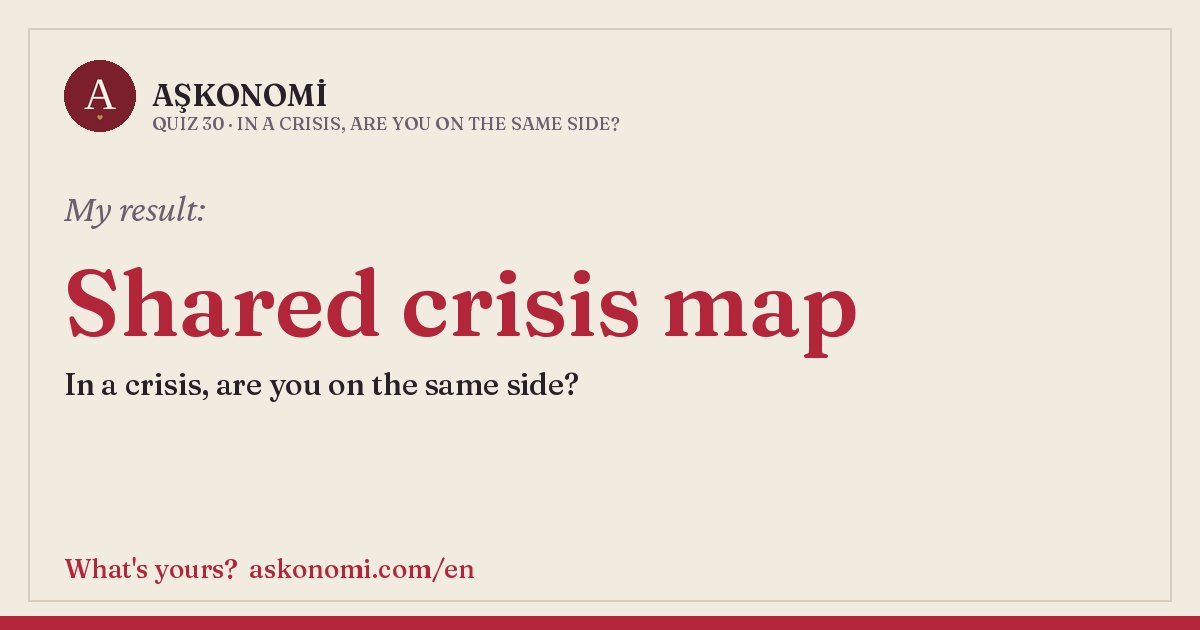 A
AŞKONOMİ
QUIZ 30 · IN A CRISIS, ARE YOU ON THE SAME SIDE?
My result:
Shared crisis map
In a crisis, are you on the same side?
What's yours? askonomi.com/en